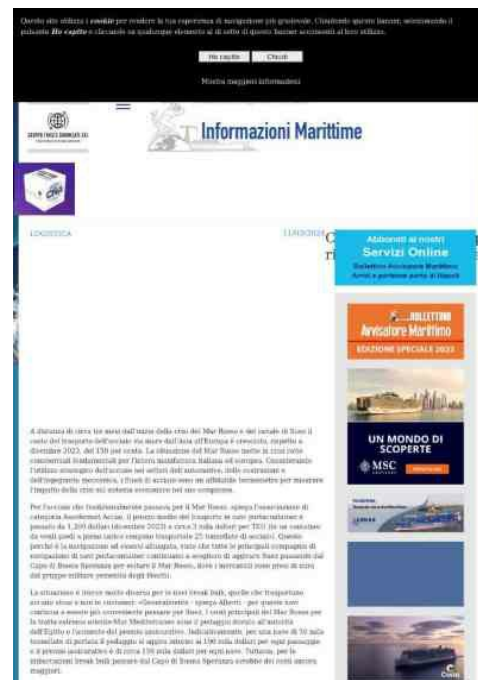 Questo sito utilizza i cookie per rendere la tua esperienza di navigazione più gradevole. Chiudendo questo banner, selezionando il
pulsante Ho capito o cliccando su qualunque elemento al di sotto di questo banner acconsenti al loro utilizzo.
Ho capito
Chiudi
Mostra maggiori informazioni
Informazioni Marittime
LOGISTICA
Abbonati ai nostri
Servizi Online
Bollettino Avvisatore Marittimo
Arrivi e partenze porto di Napoli
BOLLETTINO
Avvisatore Marittimo
EDIZIONE SPECIALE 2023
A distanza di circa tre mesi dall'inizio della crisi del Mar Rosso e del canale di Suez il
costo del trasporto dell'acciaio via mare dall'Asia all'Europa è cresciuto, rispetto a
dicembre 2023, del 150 per cento. La situazione del Mar Rosso mette in crisi rotte
commerciali fondamentali per l'intera manifattura italiana ed europea. Considerando
l'utilizzo strategico dell'acciaio nei settori dell'automotive, delle costruzioni e
dell'ingegneria meccanica, i flussi di acciaio sono un affidabile termometro per misurare
l'impatto della crisi sul sistema economico nel suo complesso.
UN MONDO DI
SCOPERTE
MSC
Per l'acciaio che tradizionalmente passava per il Mar Rosso, spiega l'associazione di
categoria Assofermet Acciai, il prezzo medio del trasporto in nave portacontainer è
passato da 1,200 dollari (dicembre 2023) a circa 3 mila dollari per TEU (in un container
da venti piedi a pieno carico vengono trasportate 25 tonnellate di acciaio). Questo
perché è la navigazione ad essersi allungata, visto che tutte le principali compagnie di
navigazione di navi portacontainer continuano a scegliere di aggirare Suez passando dal
Capo di Buona Speranza per evitare il Mar Rosso, dove i mercantili sono presi di mira
dal gruppo militare yemenita degli Houthi.
La situazione è invece molto diversa per le navi break bulk, quelle che trasportano
acciaio sfuso e non in container. «Generalmente - spiega Alberti - per queste navi
continua a essere più conveniente passare per Suez. I costi principali del Mar Rosso per
la tratta estremo oriente-Mar Mediterraneo sono il pedaggio dovuto all'autorità
dell'Egitto e l'aumento del premio assicurativo. Indicativamente, per una nave di 50 mila
tonnellate di portata il pedaggio si aggira intorno ai 190 mila dollari per ogni passaggio
e il premio assicurativo è di circa 150 mila dollari per ogni nave. Tuttavia, per le
importazioni break bulk passare dal Capo di Buona Speranza avrebbe dei costi ancora
maggiori.
Costa